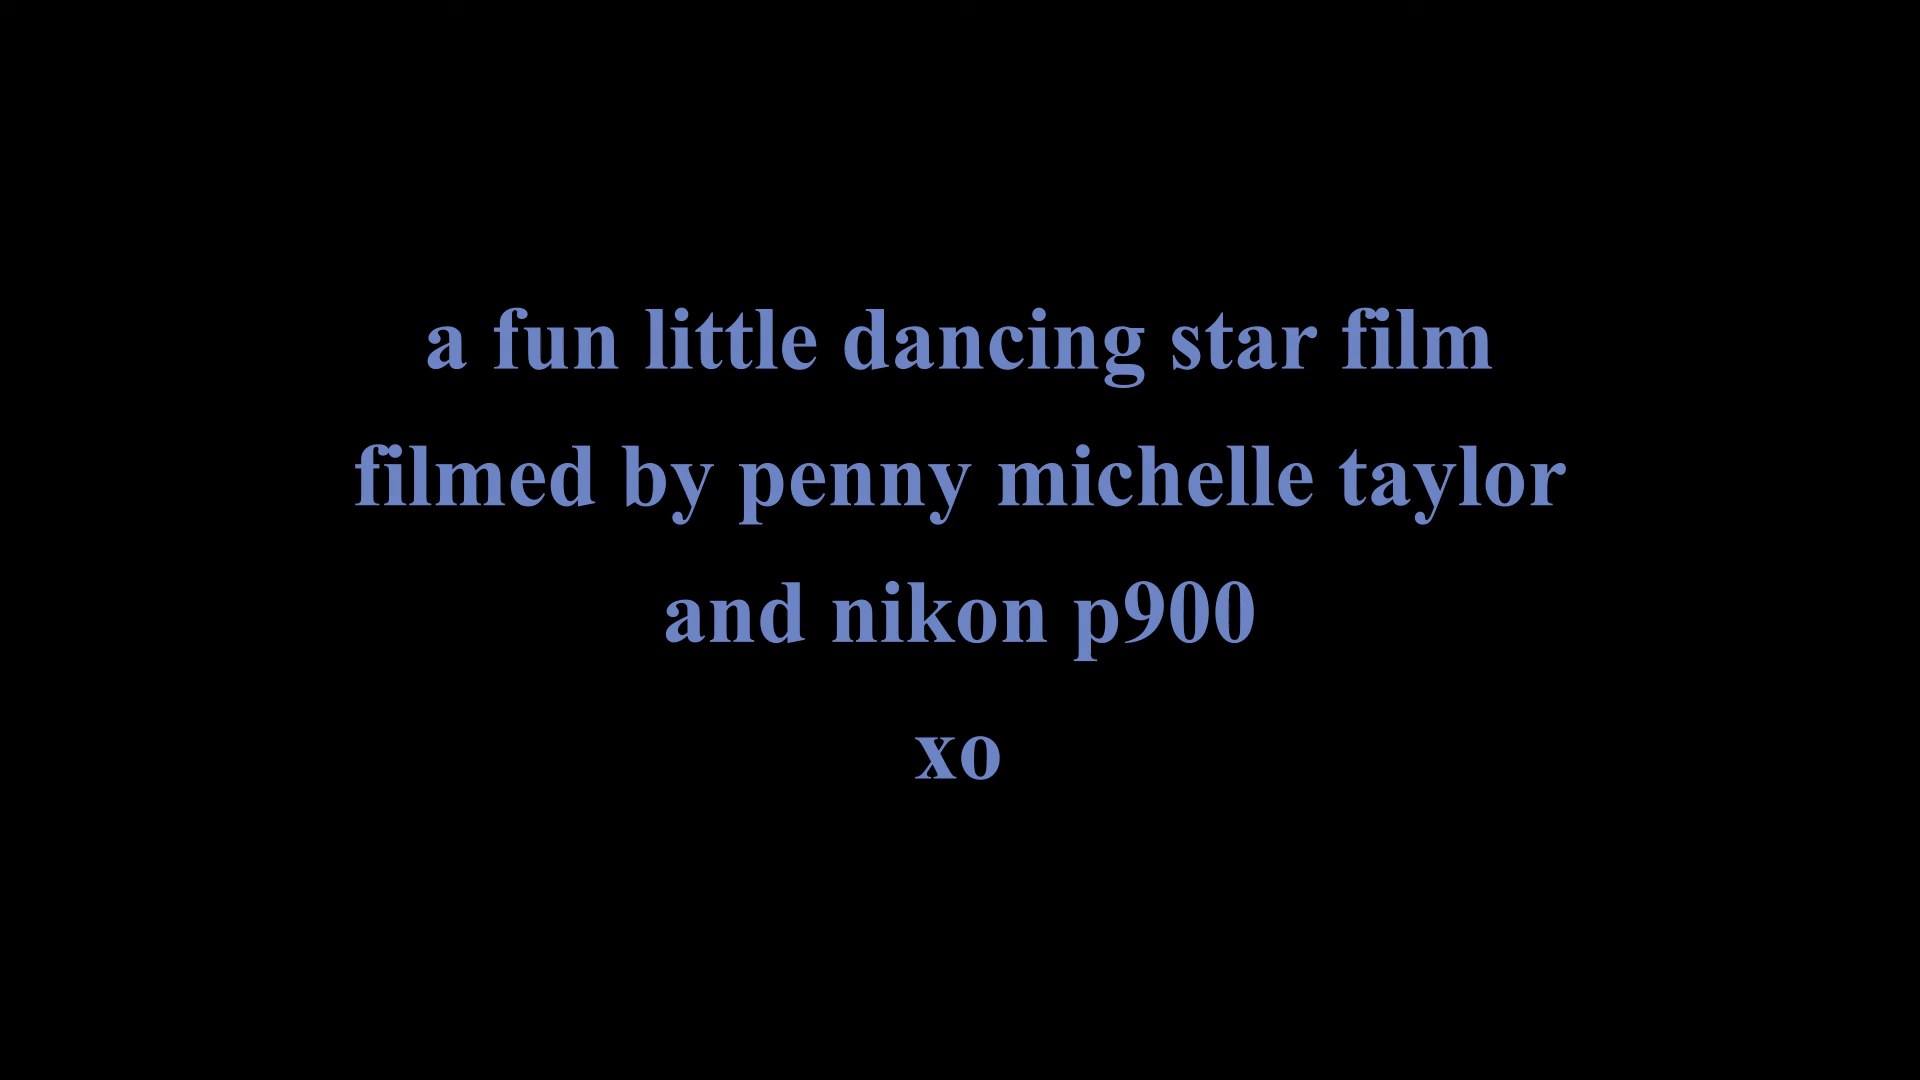 a fun little dancing star film
filmed by penny michelle taylor
and nikon p900
xo